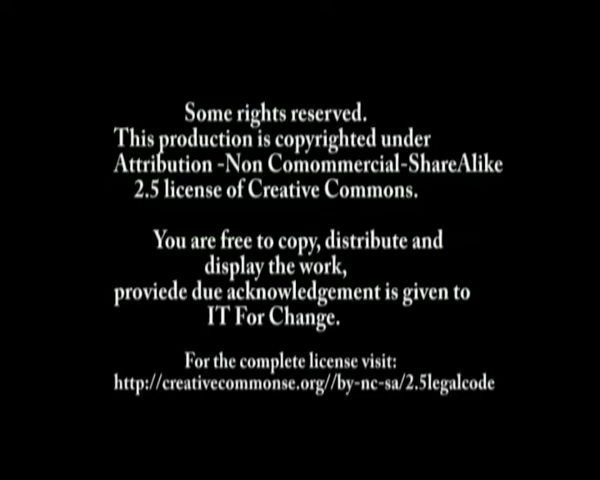 Some rights reserved.
This production is copyrighted under
Attribution -Non Comommercial-ShareAlike
2.5 license of Creative Commons.
You are free to copy, distribute and
display the work,
proviede due acknowledgement is given to
IT For Change.
For the complete license visit:
http://creativecommonse.org//by-nc-sa/2.5legalcode